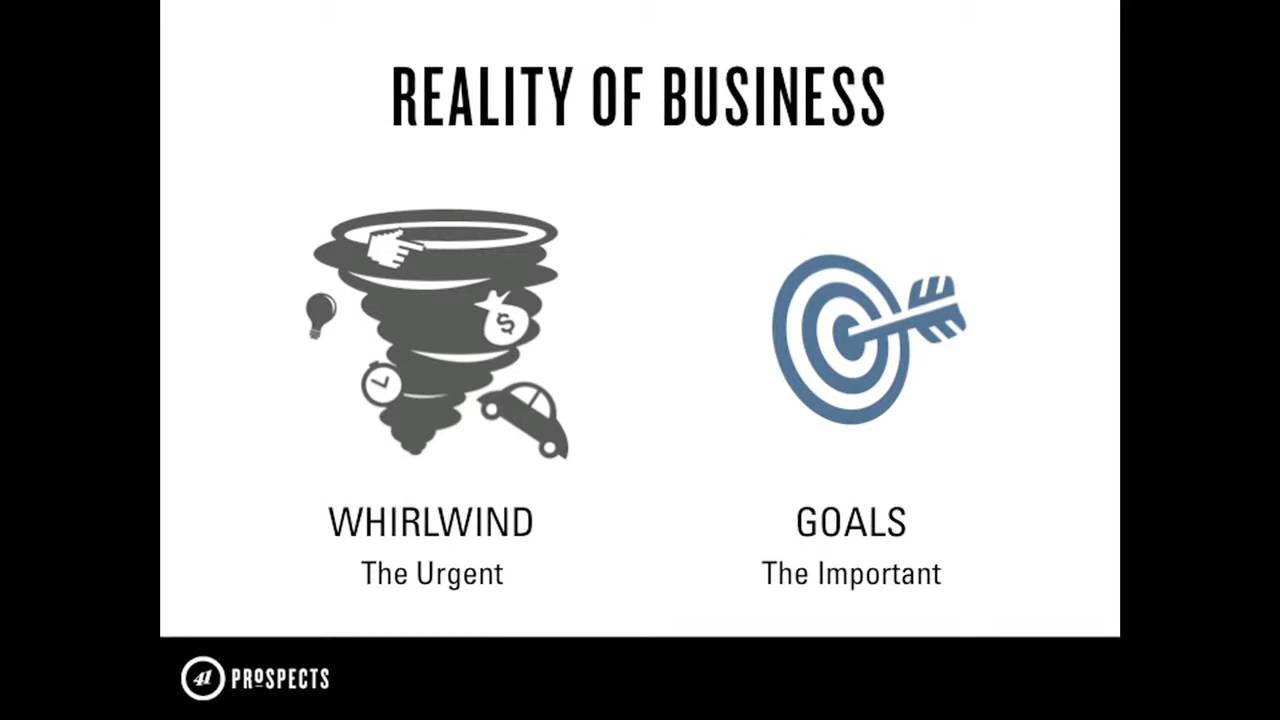 REALITY OF BUSINESS
$
WHIRLWIND
The Urgent
GOALS
The Important
41 PROSPECTS